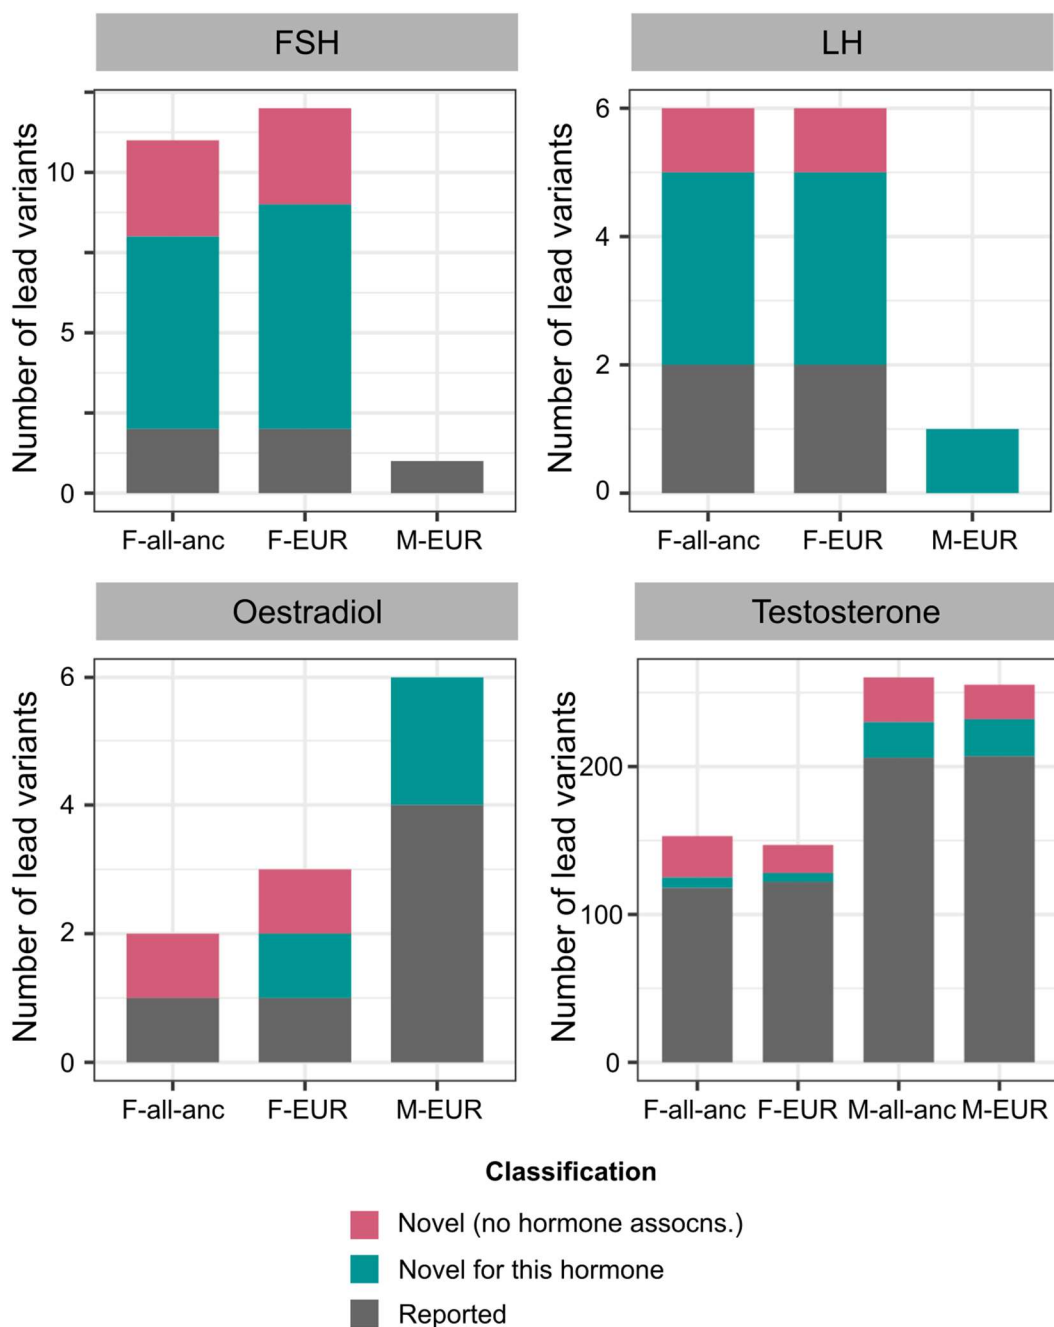 FSH
LH
Number of lead variants
10
5
0
F-all-anc F-EUR M-EUR
Number of lead variants
6
4
2
0
F-all-anc F-EUR M-EUR
Oestradiol
Testosterone
Number of lead variants
6
4
2
0
F-all-anc F-EUR M-EUR
Number of lead variants
200
100
0
F-all-anc F-EUR M-all-anc M-EUR
Classification
Novel (no hormone assocns.)
Novel for this hormone
Reported